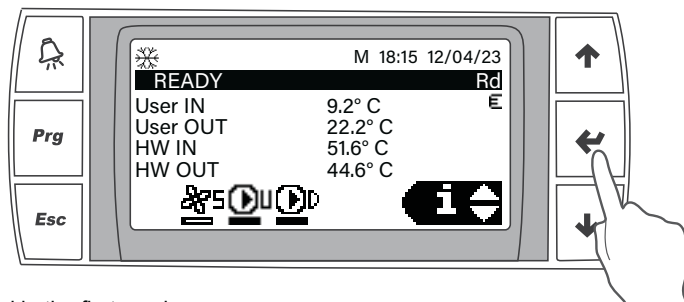 M 18:15 12/04/23
READY Rd
User IN 9.2° C
User OUT 22.2° C
HW IN 51.6° C
HW OUT 44.6° C
S U D
i
Prg
Esc